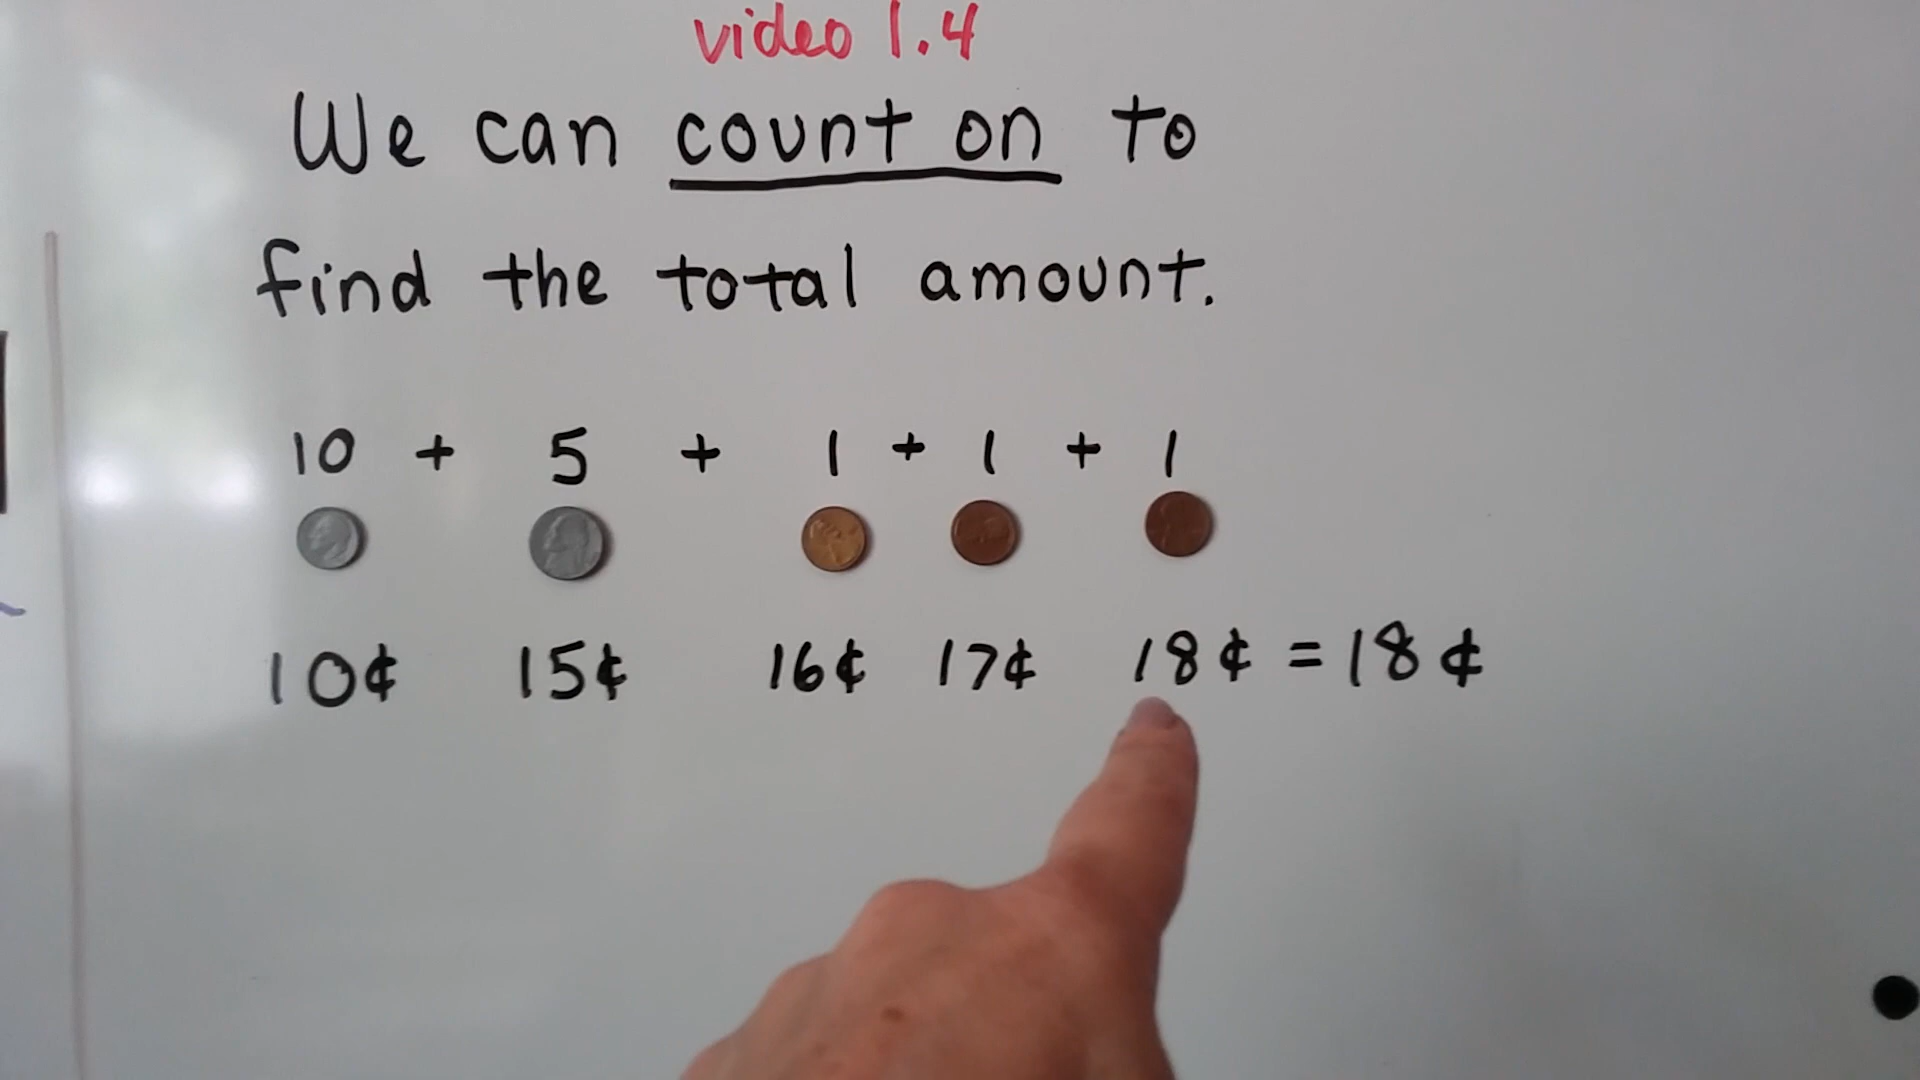 video 1.4
We can count on to
find the total amount.
10 + 5 + 1 + 1 + 1
10¢ 15¢ 16¢ 17¢ 18¢ = 18¢